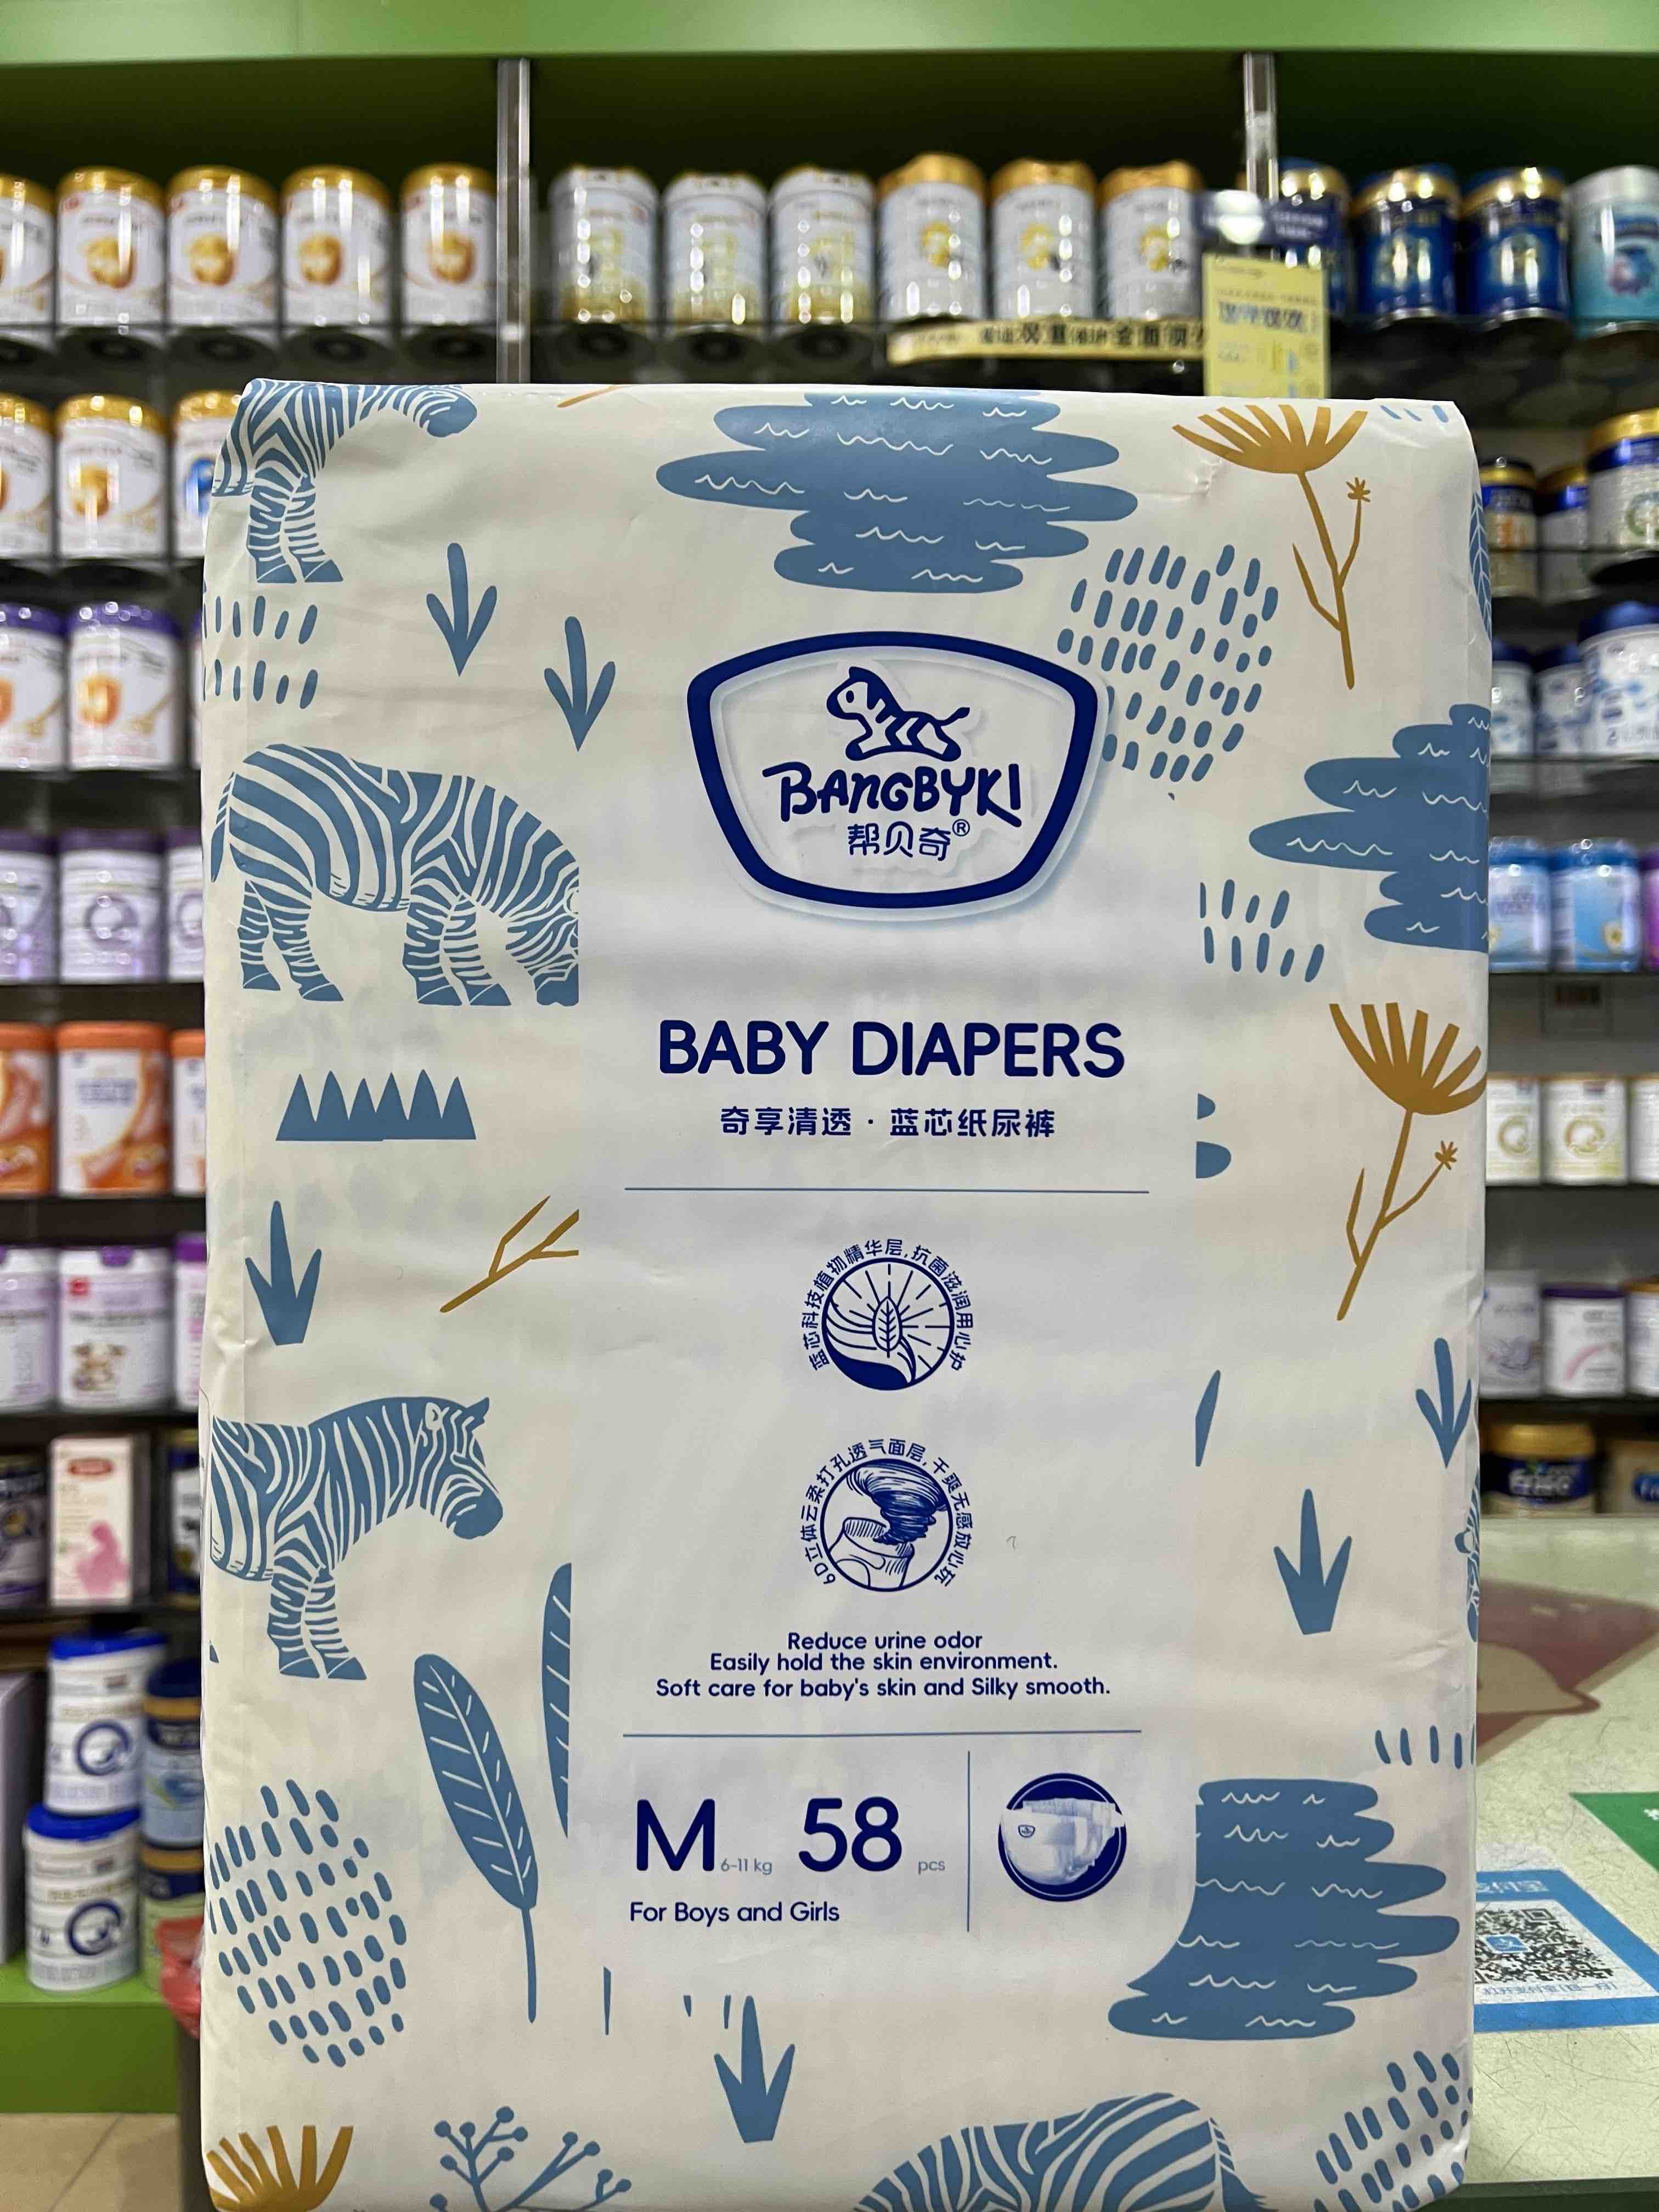 BANGBYKI
帮贝奇®
BABY DIAPERS
奇享清透·蓝芯纸尿裤
蓝芯科技植物精华层,抗菌滋润用心护
6D立体云柔打孔透气面层,干爽无感放心玩
Reduce urine odor
Easily hold the skin environment.
Soft care for baby's skin and Silky smooth.
M 6-11 kg 58 pcs
For Boys and Girls